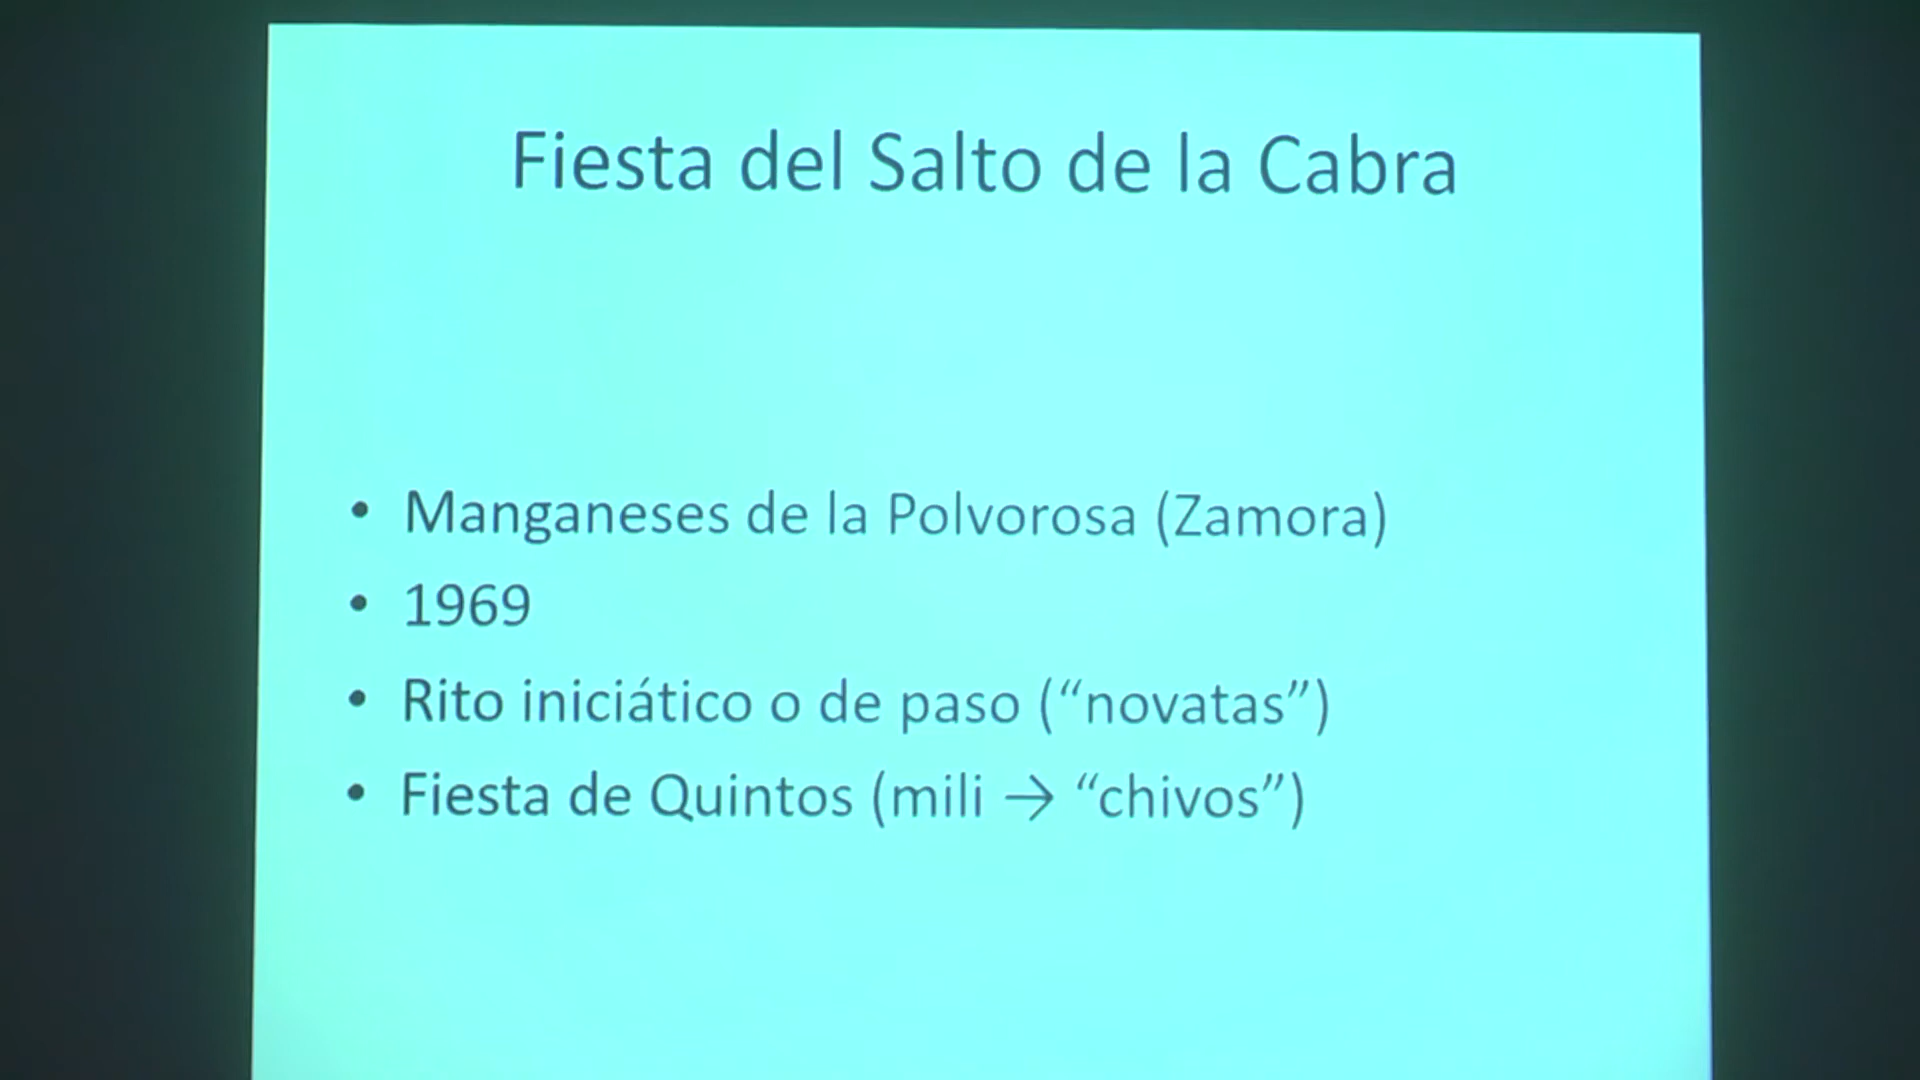 Fiesta del Salto de la Cabra
• Manganeses de la Polvorosa (Zamora)
• 1969
• Rito iniciático o de paso (“novatas”)
• Fiesta de Quintos (mili → “chivos”)